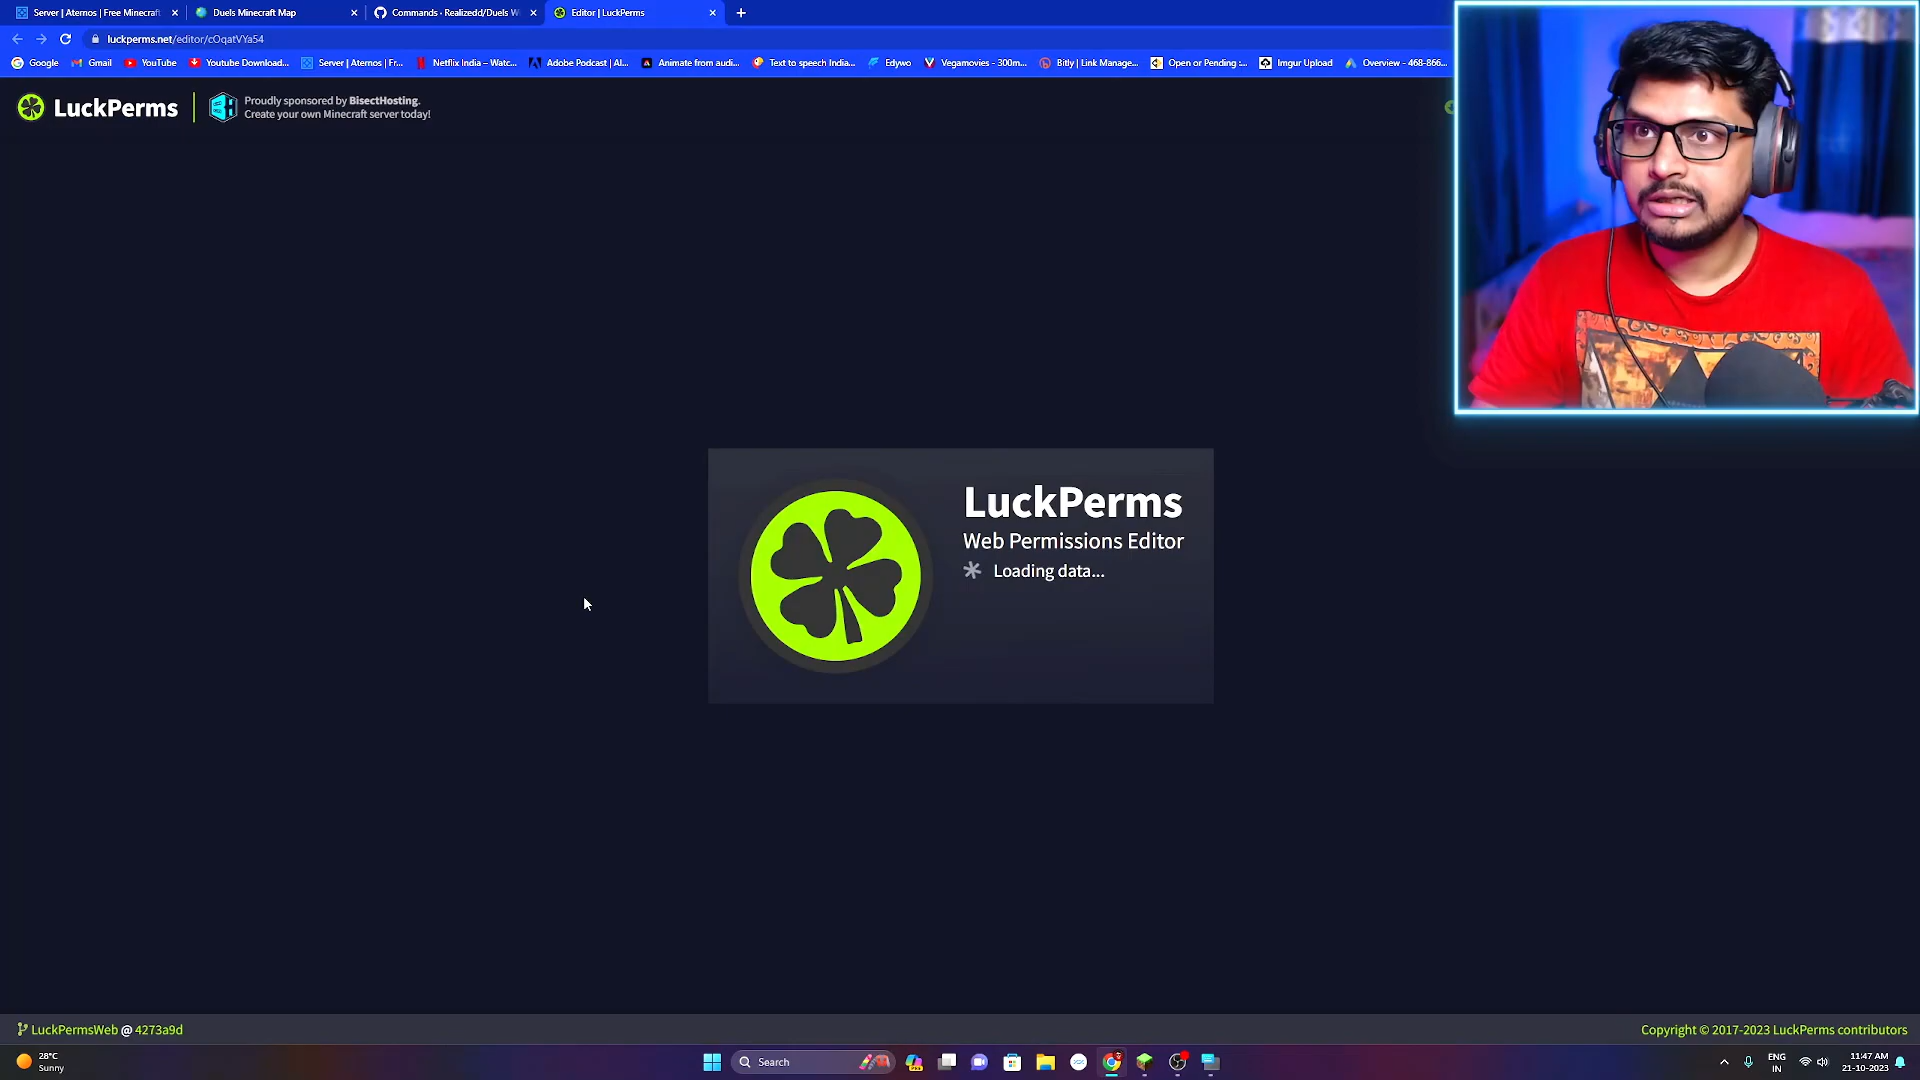 Server | Aternos | Free Minecraft
Duels Minecraft Map
Commands · Realizedd/Duels W
Editor | LuckPerms
luckperms.net/editor/cOqatVYa54
Google
Gmail
YouTube
Youtube Download...
Server | Aternos | Fr...
Netflix India – Watc...
Adobe Podcast | AI...
Animate from audi...
Text to speech India...
Edywo
Vegamovies - 300m...
Bitly | Link Manage...
Open or Pending :...
Imgur Upload
Overview - 468-866...
LuckPerms
Proudly sponsored by BisectHosting.
Create your own Minecraft server today!
LuckPerms
Web Permissions Editor
Loading data...
LuckPermsWeb @ 4273a9d
Copyright © 2017-2023 LuckPerms contributors
28°C
Sunny
Search
ENG
IN
11:47 AM
21-10-2023